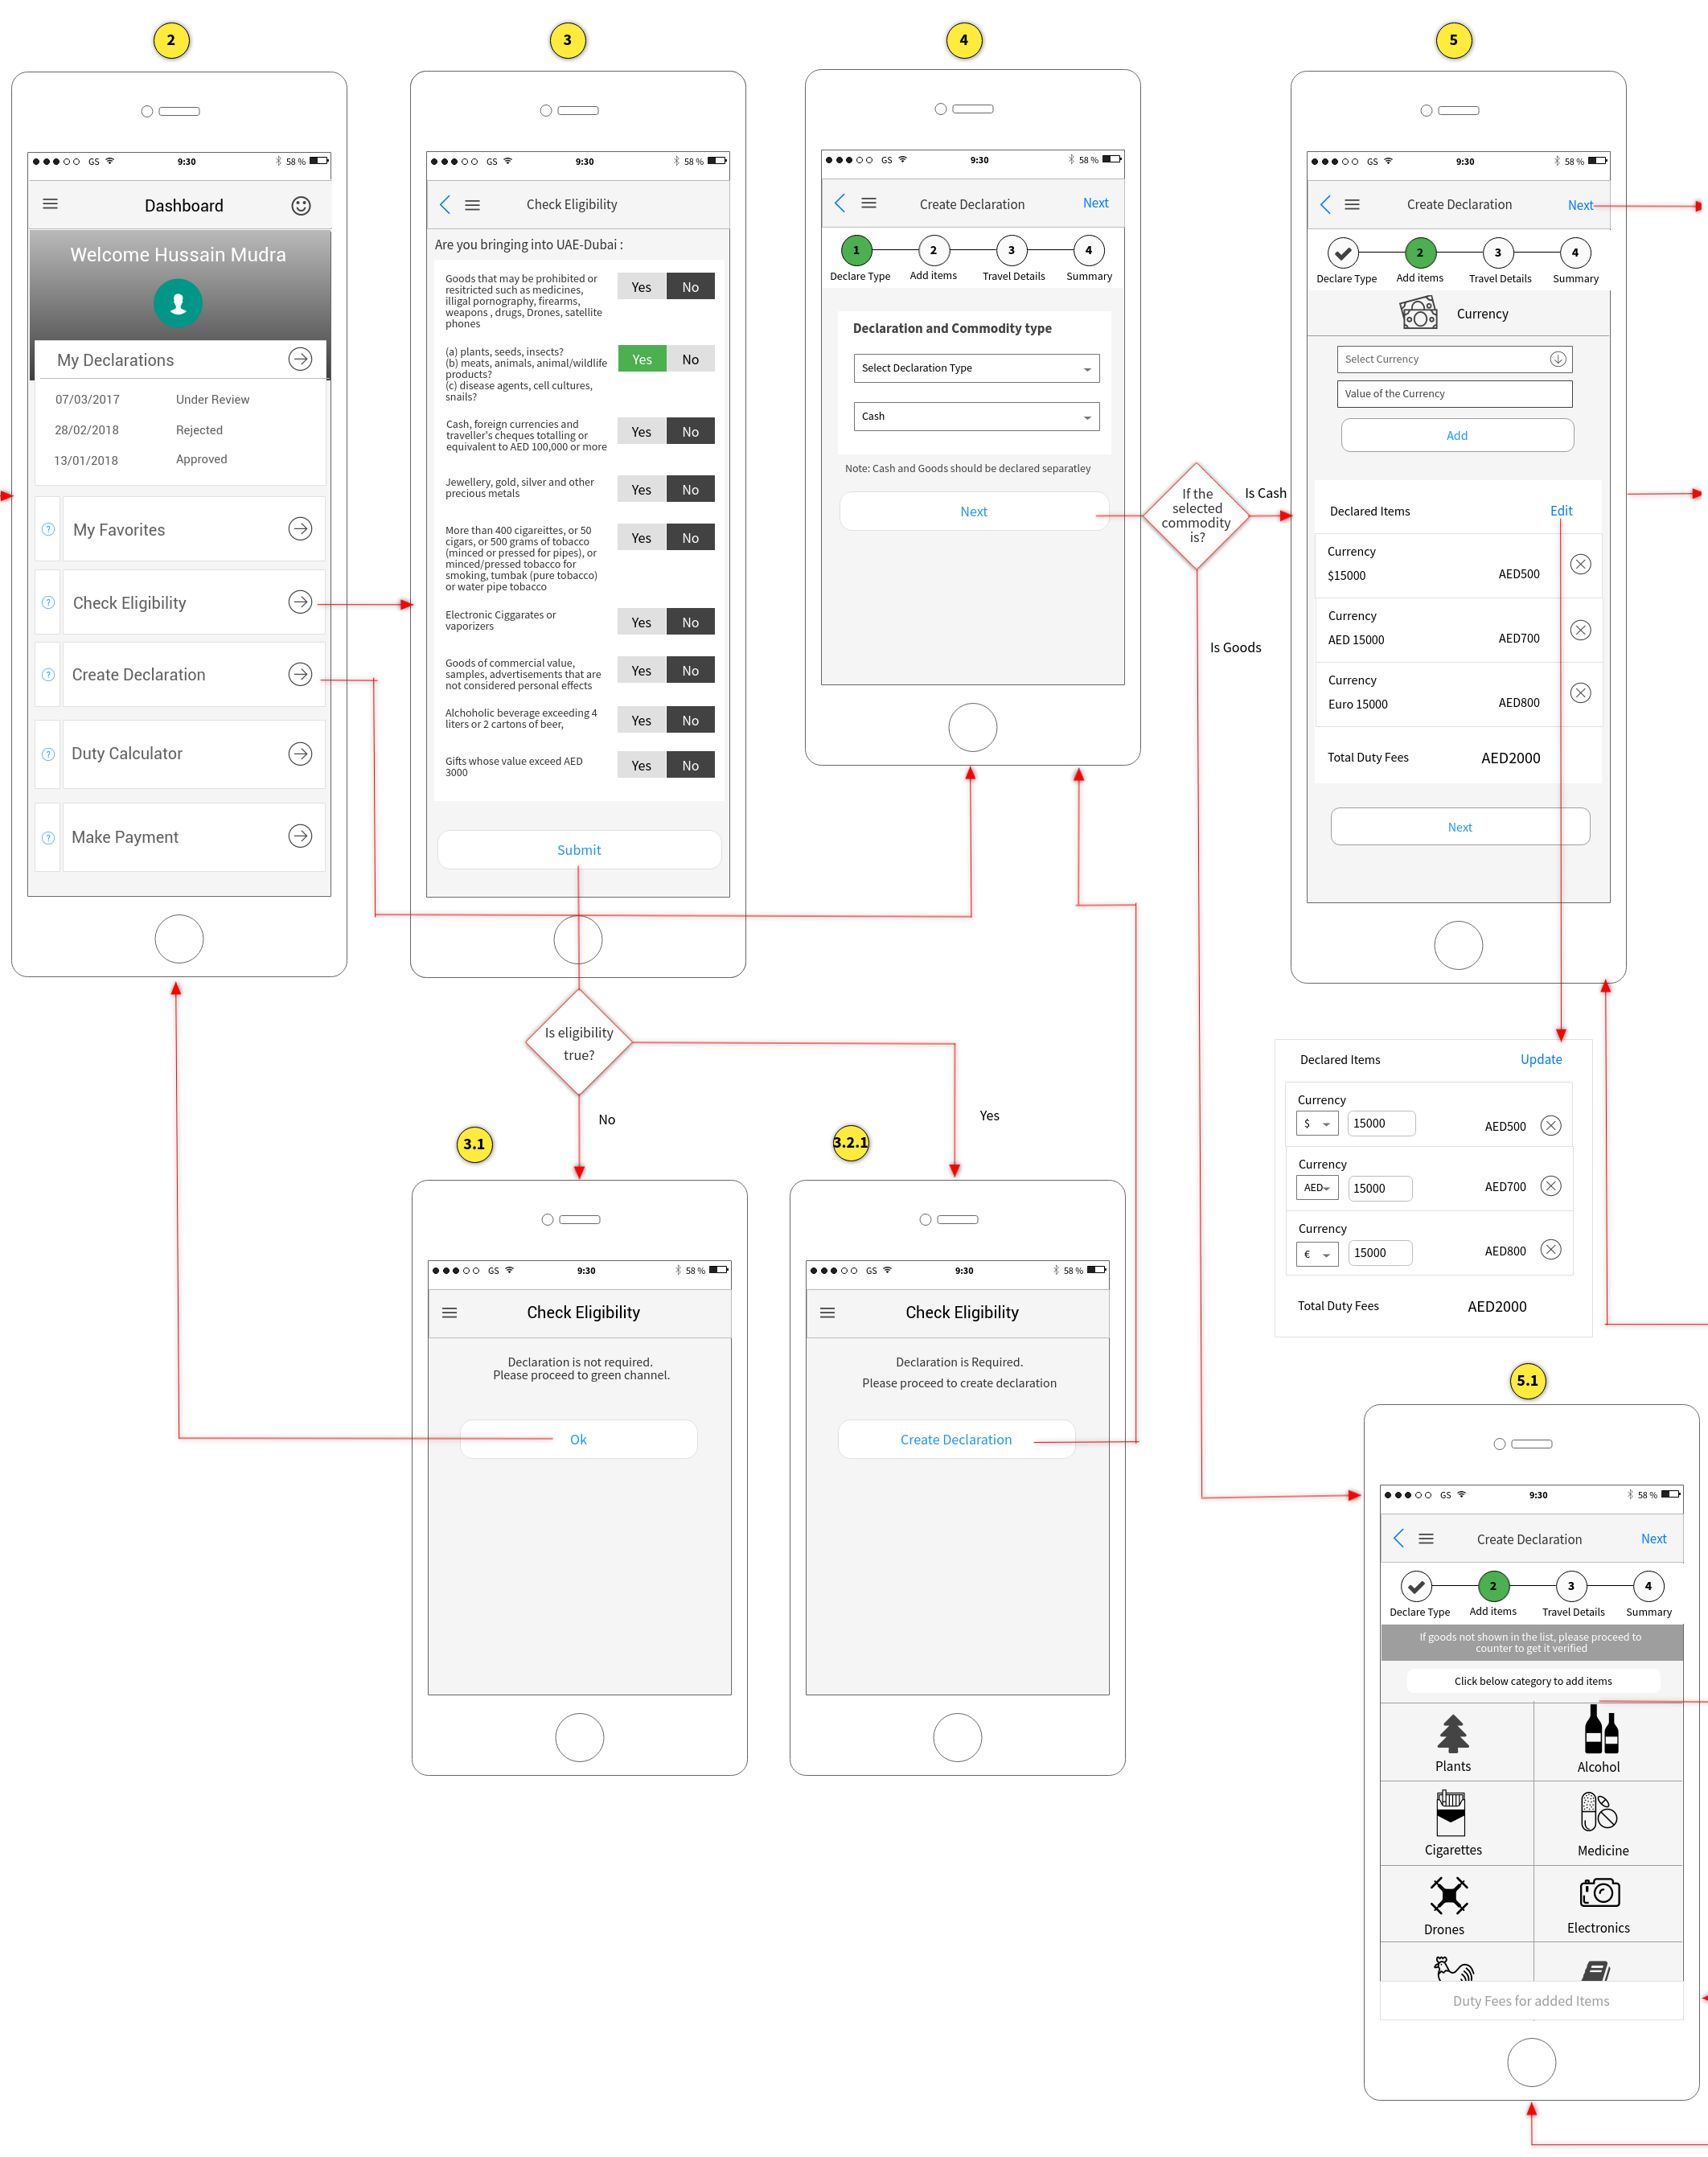 2
GS
9:30
58 %
Dashboard
Welcome Hussain Mudra
My Declarations
07/03/2017 Under Review
28/02/2018 Rejected
13/01/2018 Approved
? My Favorites
? Check Eligibility
? Create Declaration
? Duty Calculator
? Make Payment
3
GS
9:30
58 %
Check Eligibility
Are you bringing into UAE-Dubai :
Goods that may be prohibited or
resitricted such as medicines,
illigal pornography, firearms,
weapons , drugs, Drones, satellite
phones
Yes No
(a) plants, seeds, insects?
(b) meats, animals, animal/wildlife
products?
(c) disease agents, cell cultures,
snails?
Yes No
Cash, foreign currencies and
traveller's cheques totalling or
equivalent to AED 100,000 or more
Yes No
Jewellery, gold, silver and other
precious metals
Yes No
More than 400 cigareittes, or 50
cigars, or 500 grams of tobacco
(minced or pressed for pipes), or
minced/pressed tobacco for
smoking, tumbak (pure tobacco)
or water pipe tobacco
Yes No
Electronic Ciggarates or
vaporizers
Yes No
Goods of commercial value,
samples, advertisements that are
not considered personal effects
Yes No
Alchoholic beverage exceeding 4
liters or 2 cartons of beer,
Yes No
Gifts whose value exceed AED
3000
Yes No
Submit
Is eligibility
true?
No
Yes
4
GS
9:30
58 %
Create Declaration
Next
1 2 3 4
Declare Type Add items Travel Details Summary
Declaration and Commodity type
Select Declaration Type
Cash
Note: Cash and Goods should be declared separatley
Next
If the
selected
commodity
is?
Is Cash
Is Goods
5
GS
9:30
58 %
Create Declaration
Next
2 3 4
Declare Type Add items Travel Details Summary
Currency
Select Currency
Value of the Currency
Add
Declared Items Edit
Currency
$15000 AED500
Currency
AED 15000 AED700
Currency
Euro 15000 AED800
Total Duty Fees AED2000
Next
Declared Items Update
Currency
$ 15000 AED500
Currency
AED 15000 AED700
Currency
€ 15000 AED800
Total Duty Fees AED2000
3.1
GS
9:30
58 %
Check Eligibility
Declaration is not required.
Please proceed to green channel.
Ok
3.2.1
GS
9:30
58 %
Check Eligibility
Declaration is Required.
Please proceed to create declaration
Create Declaration
5.1
GS
9:30
58 %
Create Declaration
Next
2 3 4
Declare Type Add items Travel Details Summary
If goods not shown in the list, please proceed to
counter to get it verified
Click below category to add items
Plants Alcohol
Cigarettes Medicine
Drones Electronics
Duty Fees for added Items